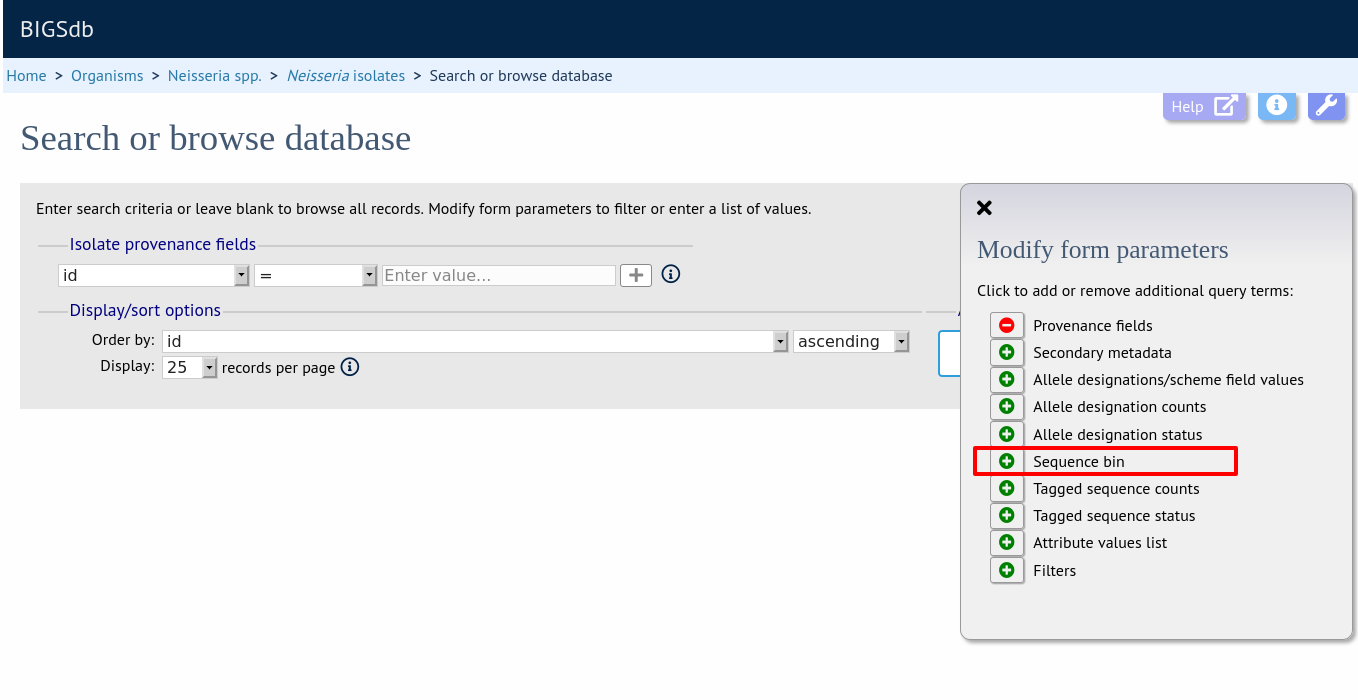 BIGSdb
Home > Organisms > Neisseria spp. > Neisseria isolates > Search or browse database
Help
Search or browse database
Enter search criteria or leave blank to browse all records. Modify form parameters to filter or enter a list of values.
Isolate provenance fields
id = Enter value...
Display/sort options
Order by: id ascending
Display: 25 records per page
Modify form parameters
Click to add or remove additional query terms:
Provenance fields
Secondary metadata
Allele designations/scheme field values
Allele designation counts
Allele designation status
Sequence bin
Tagged sequence counts
Tagged sequence status
Attribute values list
Filters